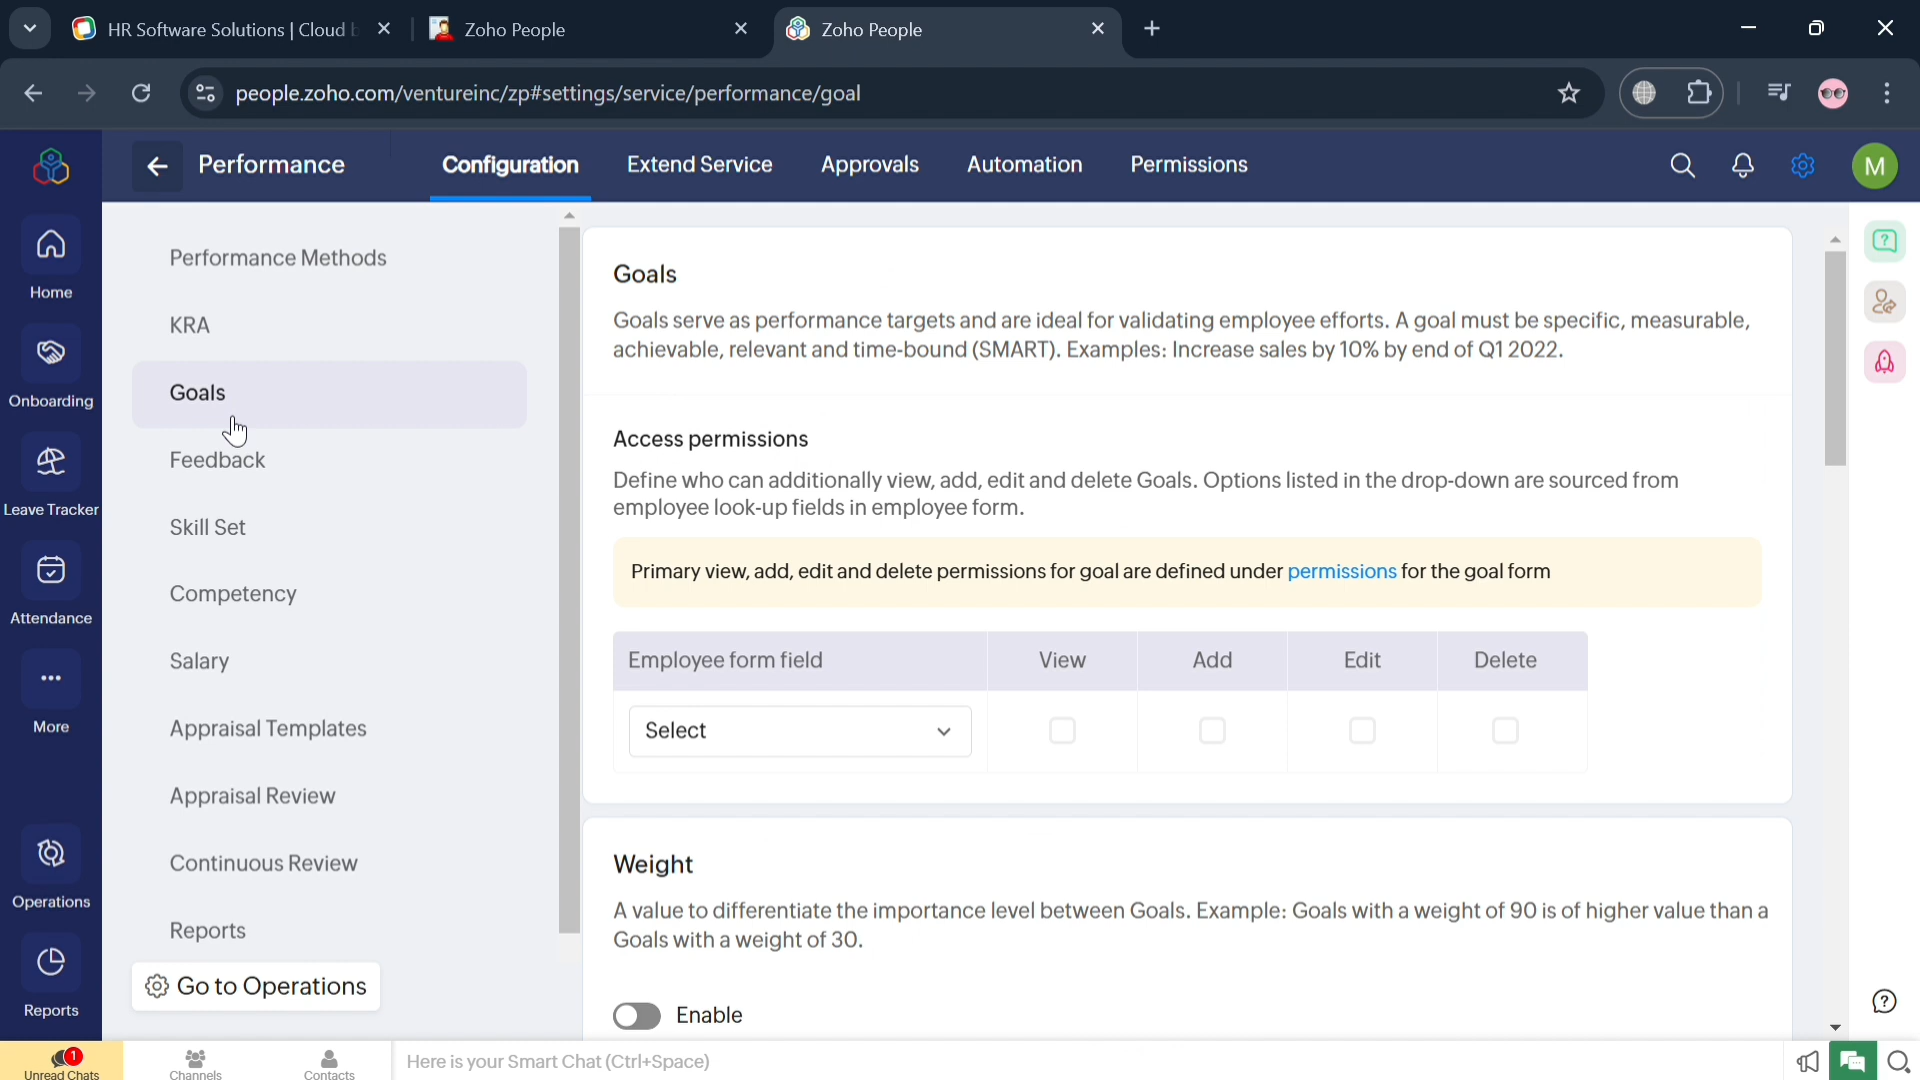 HR Software Solutions | Cloud b
Zoho People
Zoho People
people.zoho.com/ventureinc/zp#settings/service/performance/goal
Performance
Configuration
Extend Service
Approvals
Automation
Permissions
M
Home
Onboarding
Leave Tracker
Attendance
More
Operations
Reports
Performance Methods
KRA
Goals
Feedback
Skill Set
Competency
Salary
Appraisal Templates
Appraisal Review
Continuous Review
Reports
Go to Operations
Goals
Goals serve as performance targets and are ideal for validating employee efforts. A goal must be specific, measurable,
achievable, relevant and time-bound (SMART). Examples: Increase sales by 10% by end of Q1 2022.
Access permissions
Define who can additionally view, add, edit and delete Goals. Options listed in the drop-down are sourced from
employee look-up fields in employee form.
Primary view, add, edit and delete permissions for goal are defined under permissions for the goal form
Employee form field View Add Edit Delete
Select
Weight
A value to differentiate the importance level between Goals. Example: Goals with a weight of 90 is of higher value than a
Goals with a weight of 30.
Enable
1
Unread Chats
Channels
Contacts
Here is your Smart Chat (Ctrl+Space)